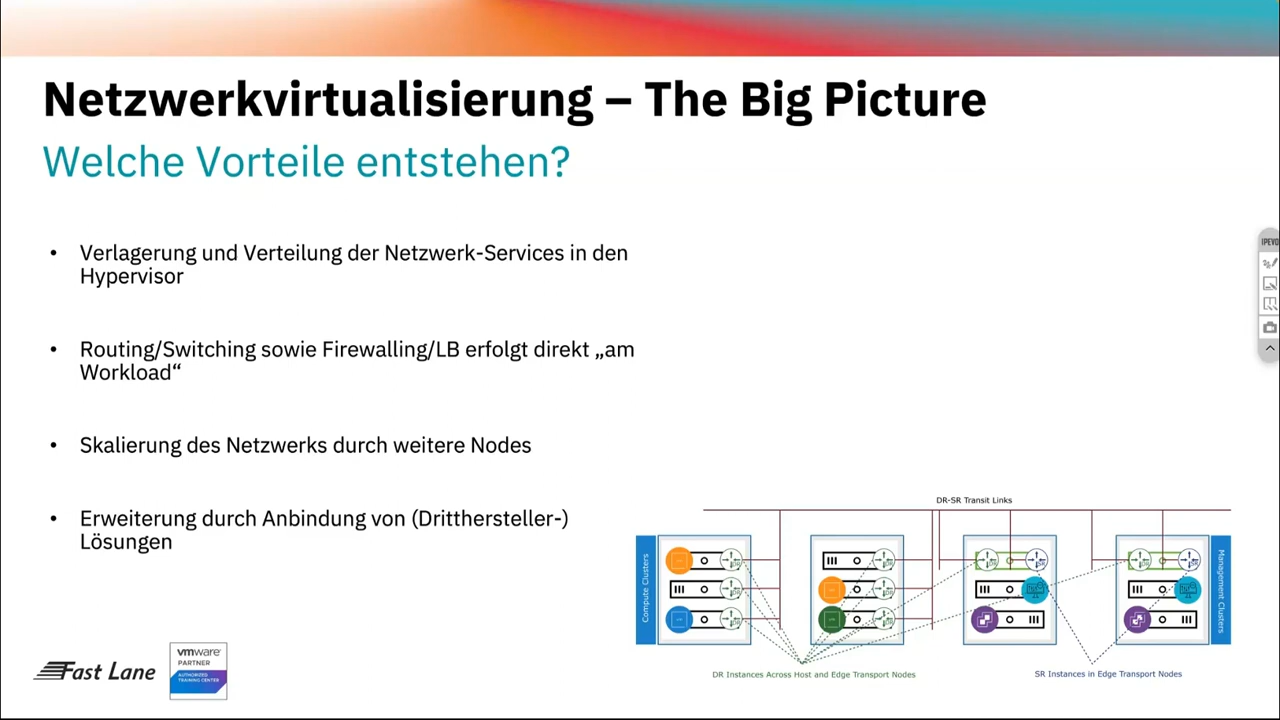 Netzwerkvirtualisierung – The Big Picture
Welche Vorteile entstehen?
• Verlagerung und Verteilung der Netzwerk-Services in den
Hypervisor
• Routing/Switching sowie Firewalling/LB erfolgt direkt „am
Workload“
• Skalierung des Netzwerks durch weitere Nodes
• Erweiterung durch Anbindung von (Dritthersteller-)
Lösungen
IPEVO
DR-SR Transit Links
Compute Clusters
Management Clusters
DR Instances Across Host and Edge Transport Nodes
SR Instances in Edge Transport Nodes
Fast Lane
vmware
PARTNER
AUTHORIZED
TRAINING CENTER